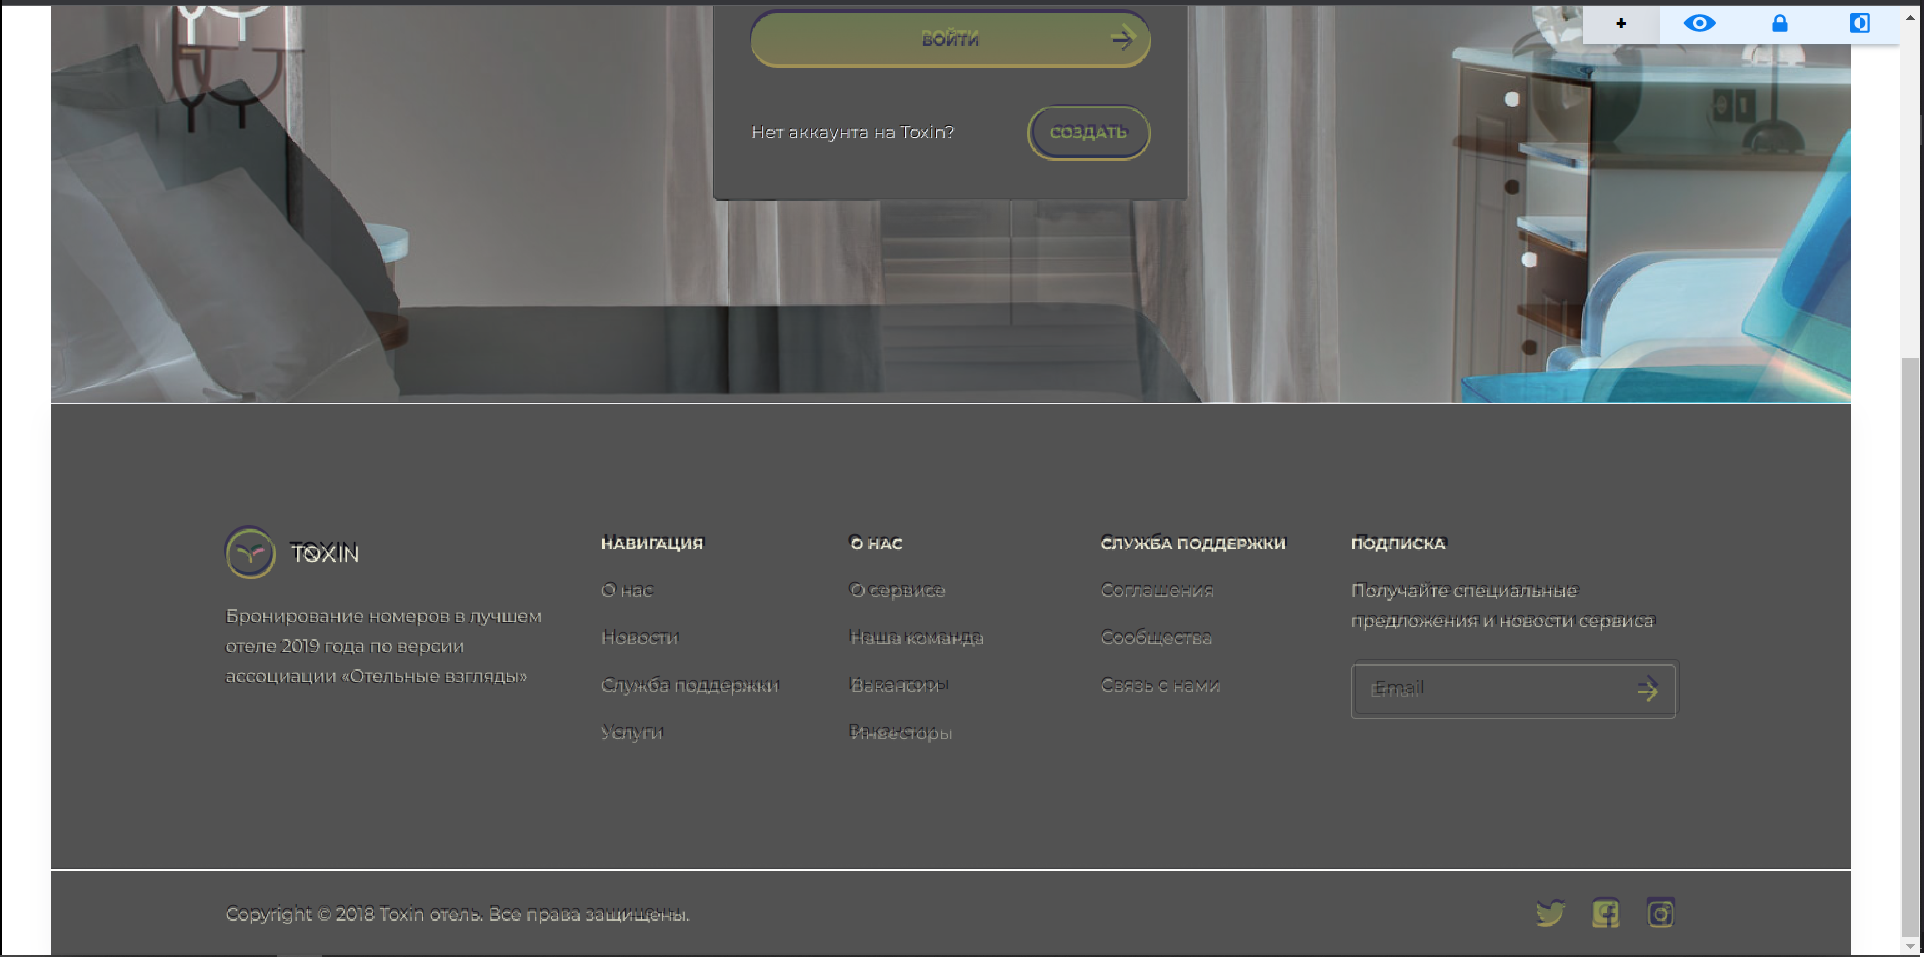 +
ВОЙТИ
Нет аккаунта на Toxin?
СОЗДАТЬ
TOXIN
Бронирование номеров в лучшем
отеле 2019 года по версии
ассоциации «Отельные взгляды»
НАВИГАЦИЯ
О нас
Новости
Служба поддержки
Услуги
О НАС
О сервисе
Наша команда
Вакансии
Инвесторы
СЛУЖБА ПОДДЕРЖКИ
Соглашения
Сообщества
Связь с нами
ПОДПИСКА
Получайте специальные
предложения и новости сервиса
Email
Copyright © 2018 Toxin отель. Все права защищены.